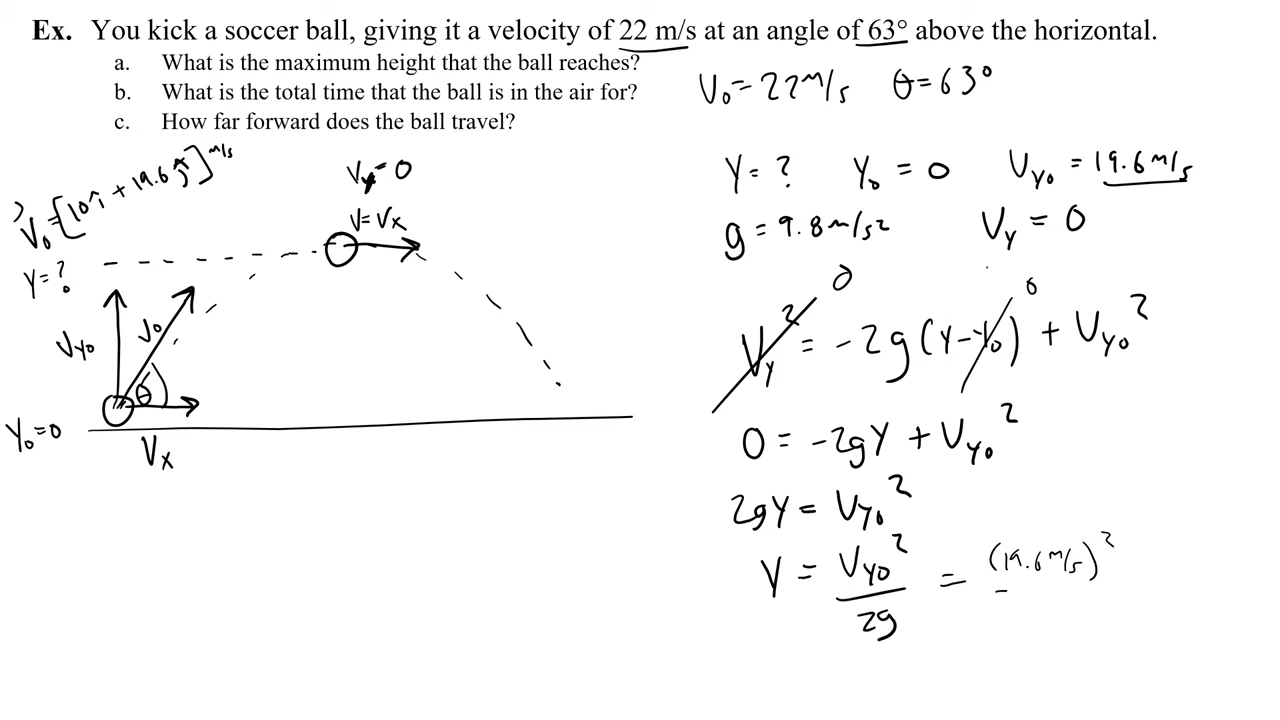 Ex. You kick a soccer ball, giving it a velocity of 22 m/s at an angle of 63° above the horizontal.
a. What is the maximum height that the ball reaches?
b. What is the total time that the ball is in the air for?
c. How far forward does the ball travel?
V₀ = 22 m/s θ = 63°
V₀ = [10î + 19.6ĵ] m/s
Vy = 0
V = Vx
Y = ?
Vy₀
V₀
θ
Y₀ = 0
Vx
Y = ? Y₀ = 0 Vy₀ = 19.6 m/s
g = 9.8 m/s² Vy = 0
0 0
Vy² = -2g(Y-Y₀) + Vy₀²
0 = -2gY + Vy₀²
2gY = Vy₀²
Y = Vy₀² / 2g = (19.6 m/s)²